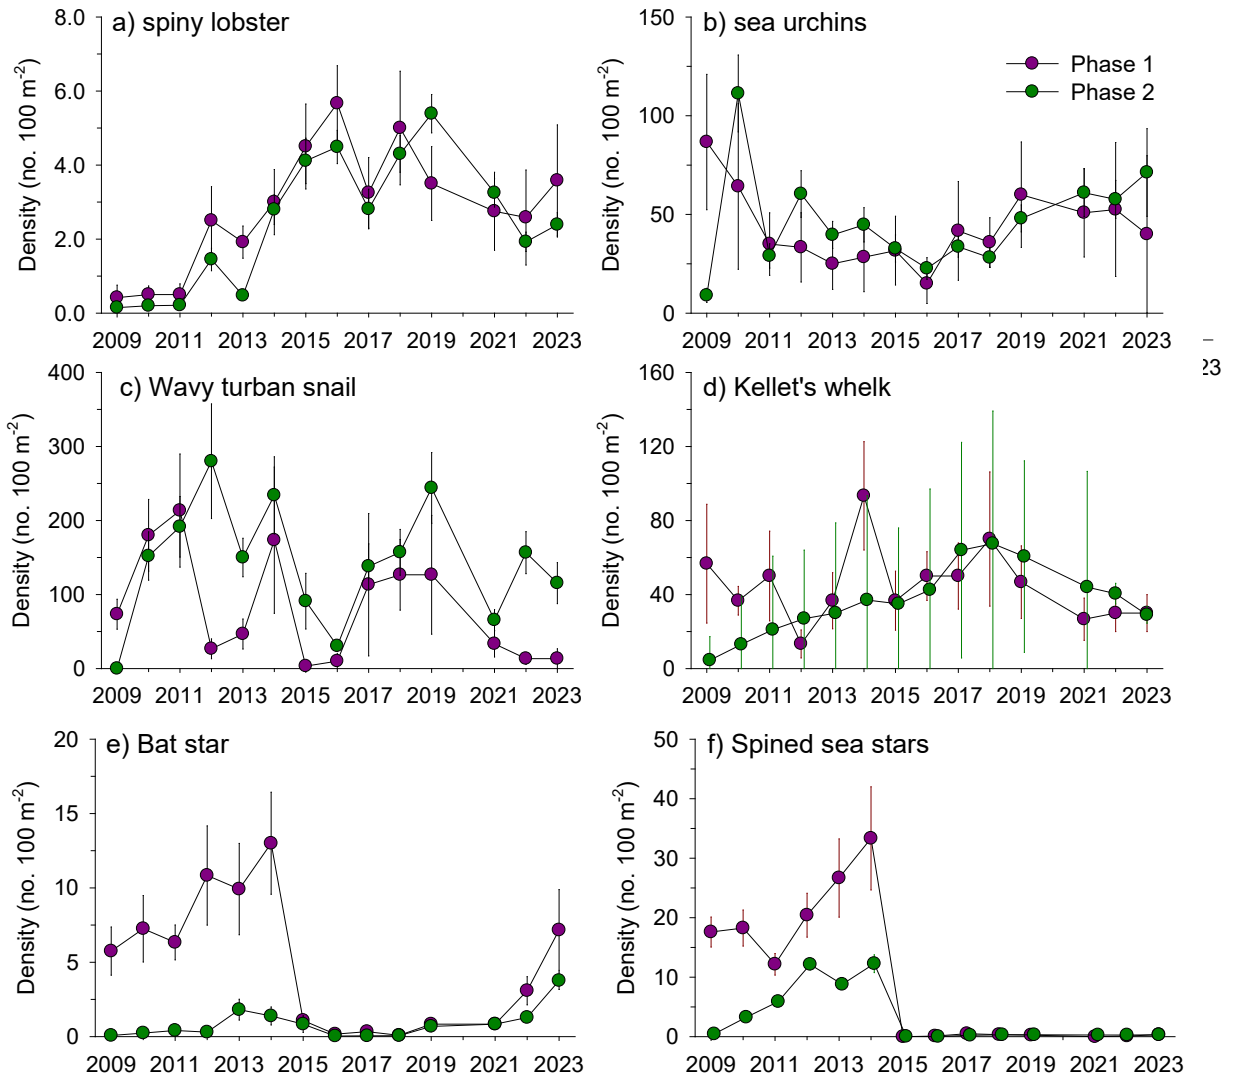 a) spiny lobster
8.0
6.0
4.0
2.0
0.0
Density (no. 100 m-2)
2009 2011 2013 2015 2017 2019 2021 2023
b) sea urchins
Phase 1
Phase 2
150
100
50
0
Density (no. 100 m-2)
2009 2011 2013 2015 2017 2019 2021 2023
–
23
c) Wavy turban snail
400
300
200
100
0
Density (no. 100 m-2)
2009 2011 2013 2015 2017 2019 2021 2023
d) Kellet's whelk
160
120
80
40
0
Density (no. 100 m-2)
2009 2011 2013 2015 2017 2019 2021 2023
e) Bat star
20
15
10
5
0
Density (no. 100 m-2)
2009 2011 2013 2015 2017 2019 2021 2023
f) Spined sea stars
50
40
30
20
10
0
Density (no. 100 m-2)
2009 2011 2013 2015 2017 2019 2021 2023